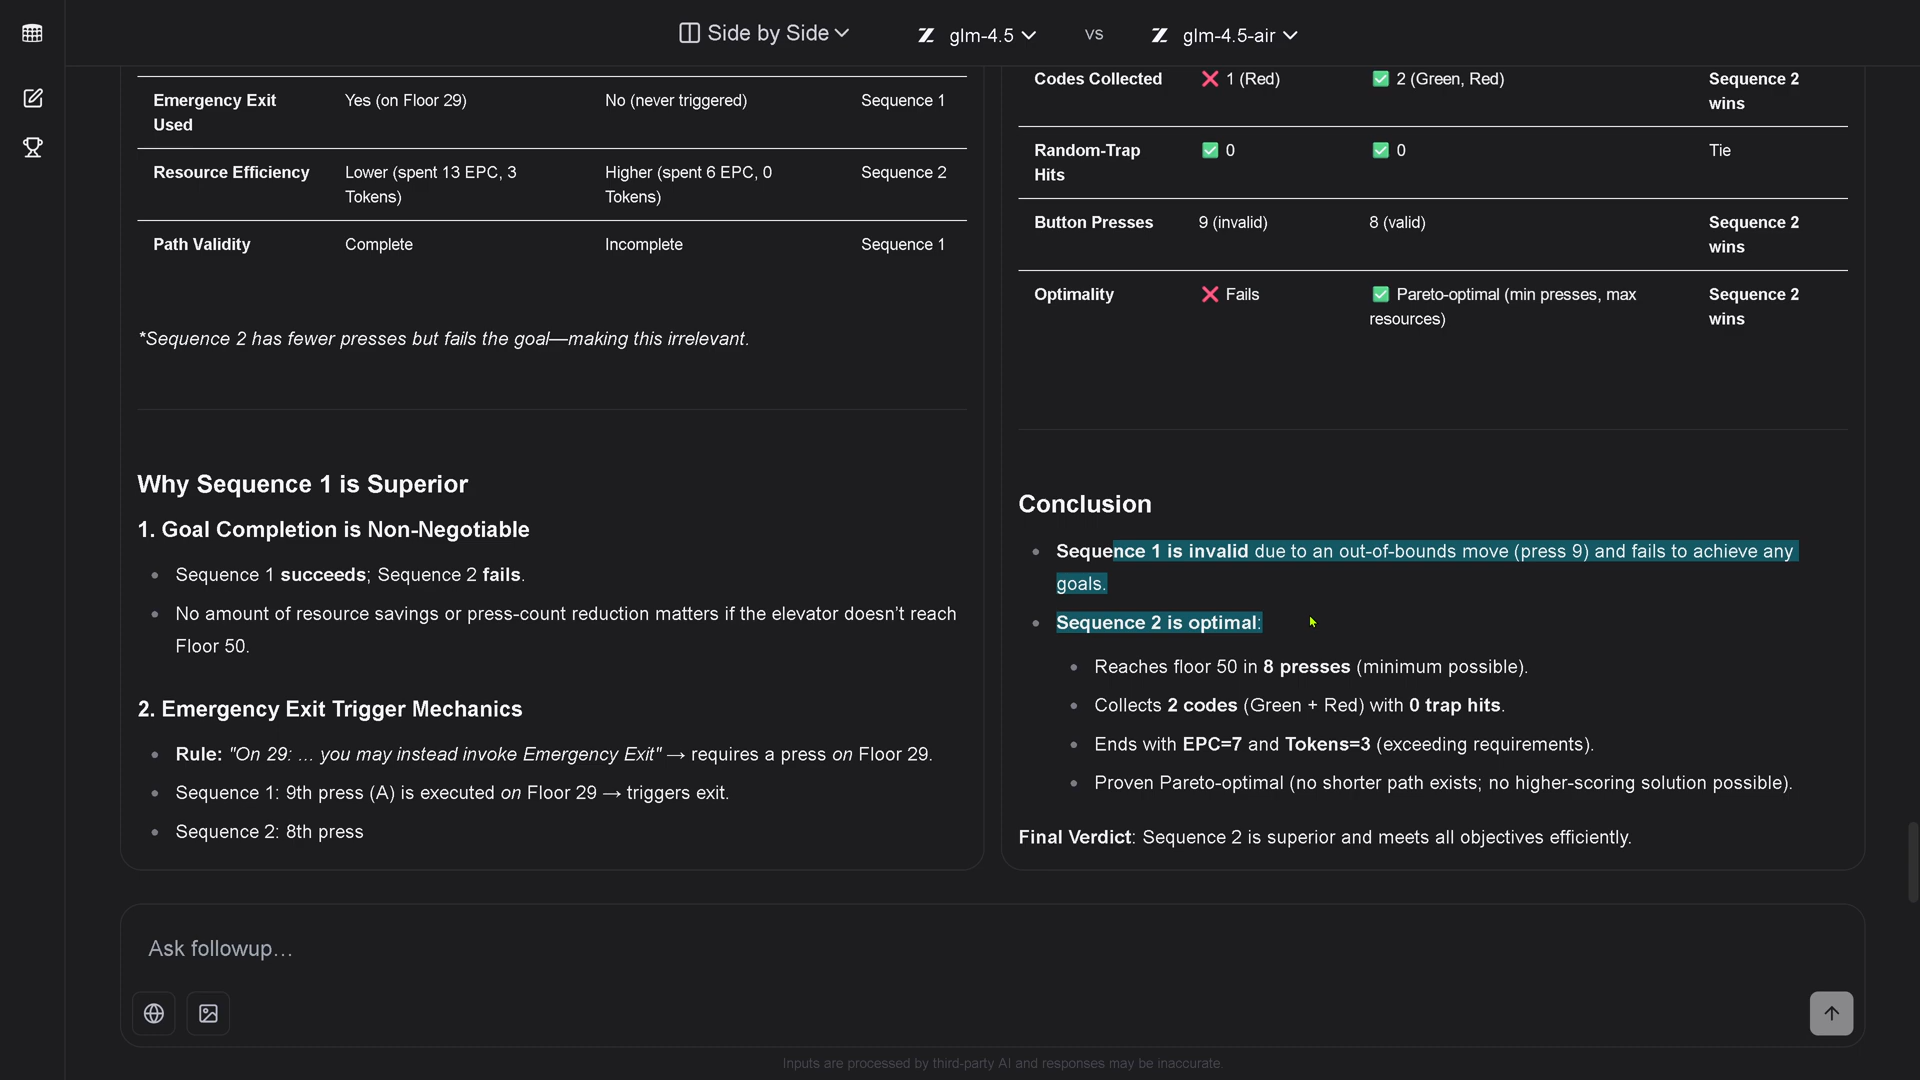 Side by Side
glm-4.5
VS
glm-4.5-air
Emergency Exit
Used
Yes (on Floor 29)
No (never triggered)
Sequence 1
Resource Efficiency
Lower (spent 13 EPC, 3
Tokens)
Higher (spent 6 EPC, 0
Tokens)
Sequence 2
Path Validity
Complete
Incomplete
Sequence 1
*Sequence 2 has fewer presses but fails the goal—making this irrelevant.
Why Sequence 1 is Superior
1. Goal Completion is Non-Negotiable
• Sequence 1 succeeds; Sequence 2 fails.
• No amount of resource savings or press-count reduction matters if the elevator doesn't reach
Floor 50.
2. Emergency Exit Trigger Mechanics
• Rule: "On 29: ... you may instead invoke Emergency Exit" → requires a press on Floor 29.
• Sequence 1: 9th press (A) is executed on Floor 29 → triggers exit.
• Sequence 2: 8th press
Codes Collected
❌ 1 (Red)
✅ 2 (Green, Red)
Sequence 2
wins
Random-Trap
Hits
✅ 0
✅ 0
Tie
Button Presses
9 (invalid)
8 (valid)
Sequence 2
wins
Optimality
❌ Fails
✅ Pareto-optimal (min presses, max
resources)
Sequence 2
wins
Conclusion
• Sequence 1 is invalid due to an out-of-bounds move (press 9) and fails to achieve any
goals.
• Sequence 2 is optimal:
• Reaches floor 50 in 8 presses (minimum possible).
• Collects 2 codes (Green + Red) with 0 trap hits.
• Ends with EPC=7 and Tokens=3 (exceeding requirements).
• Proven Pareto-optimal (no shorter path exists; no higher-scoring solution possible).
Final Verdict: Sequence 2 is superior and meets all objectives efficiently.
Ask followup...
Inputs are processed by third-party AI and responses may be inaccurate.